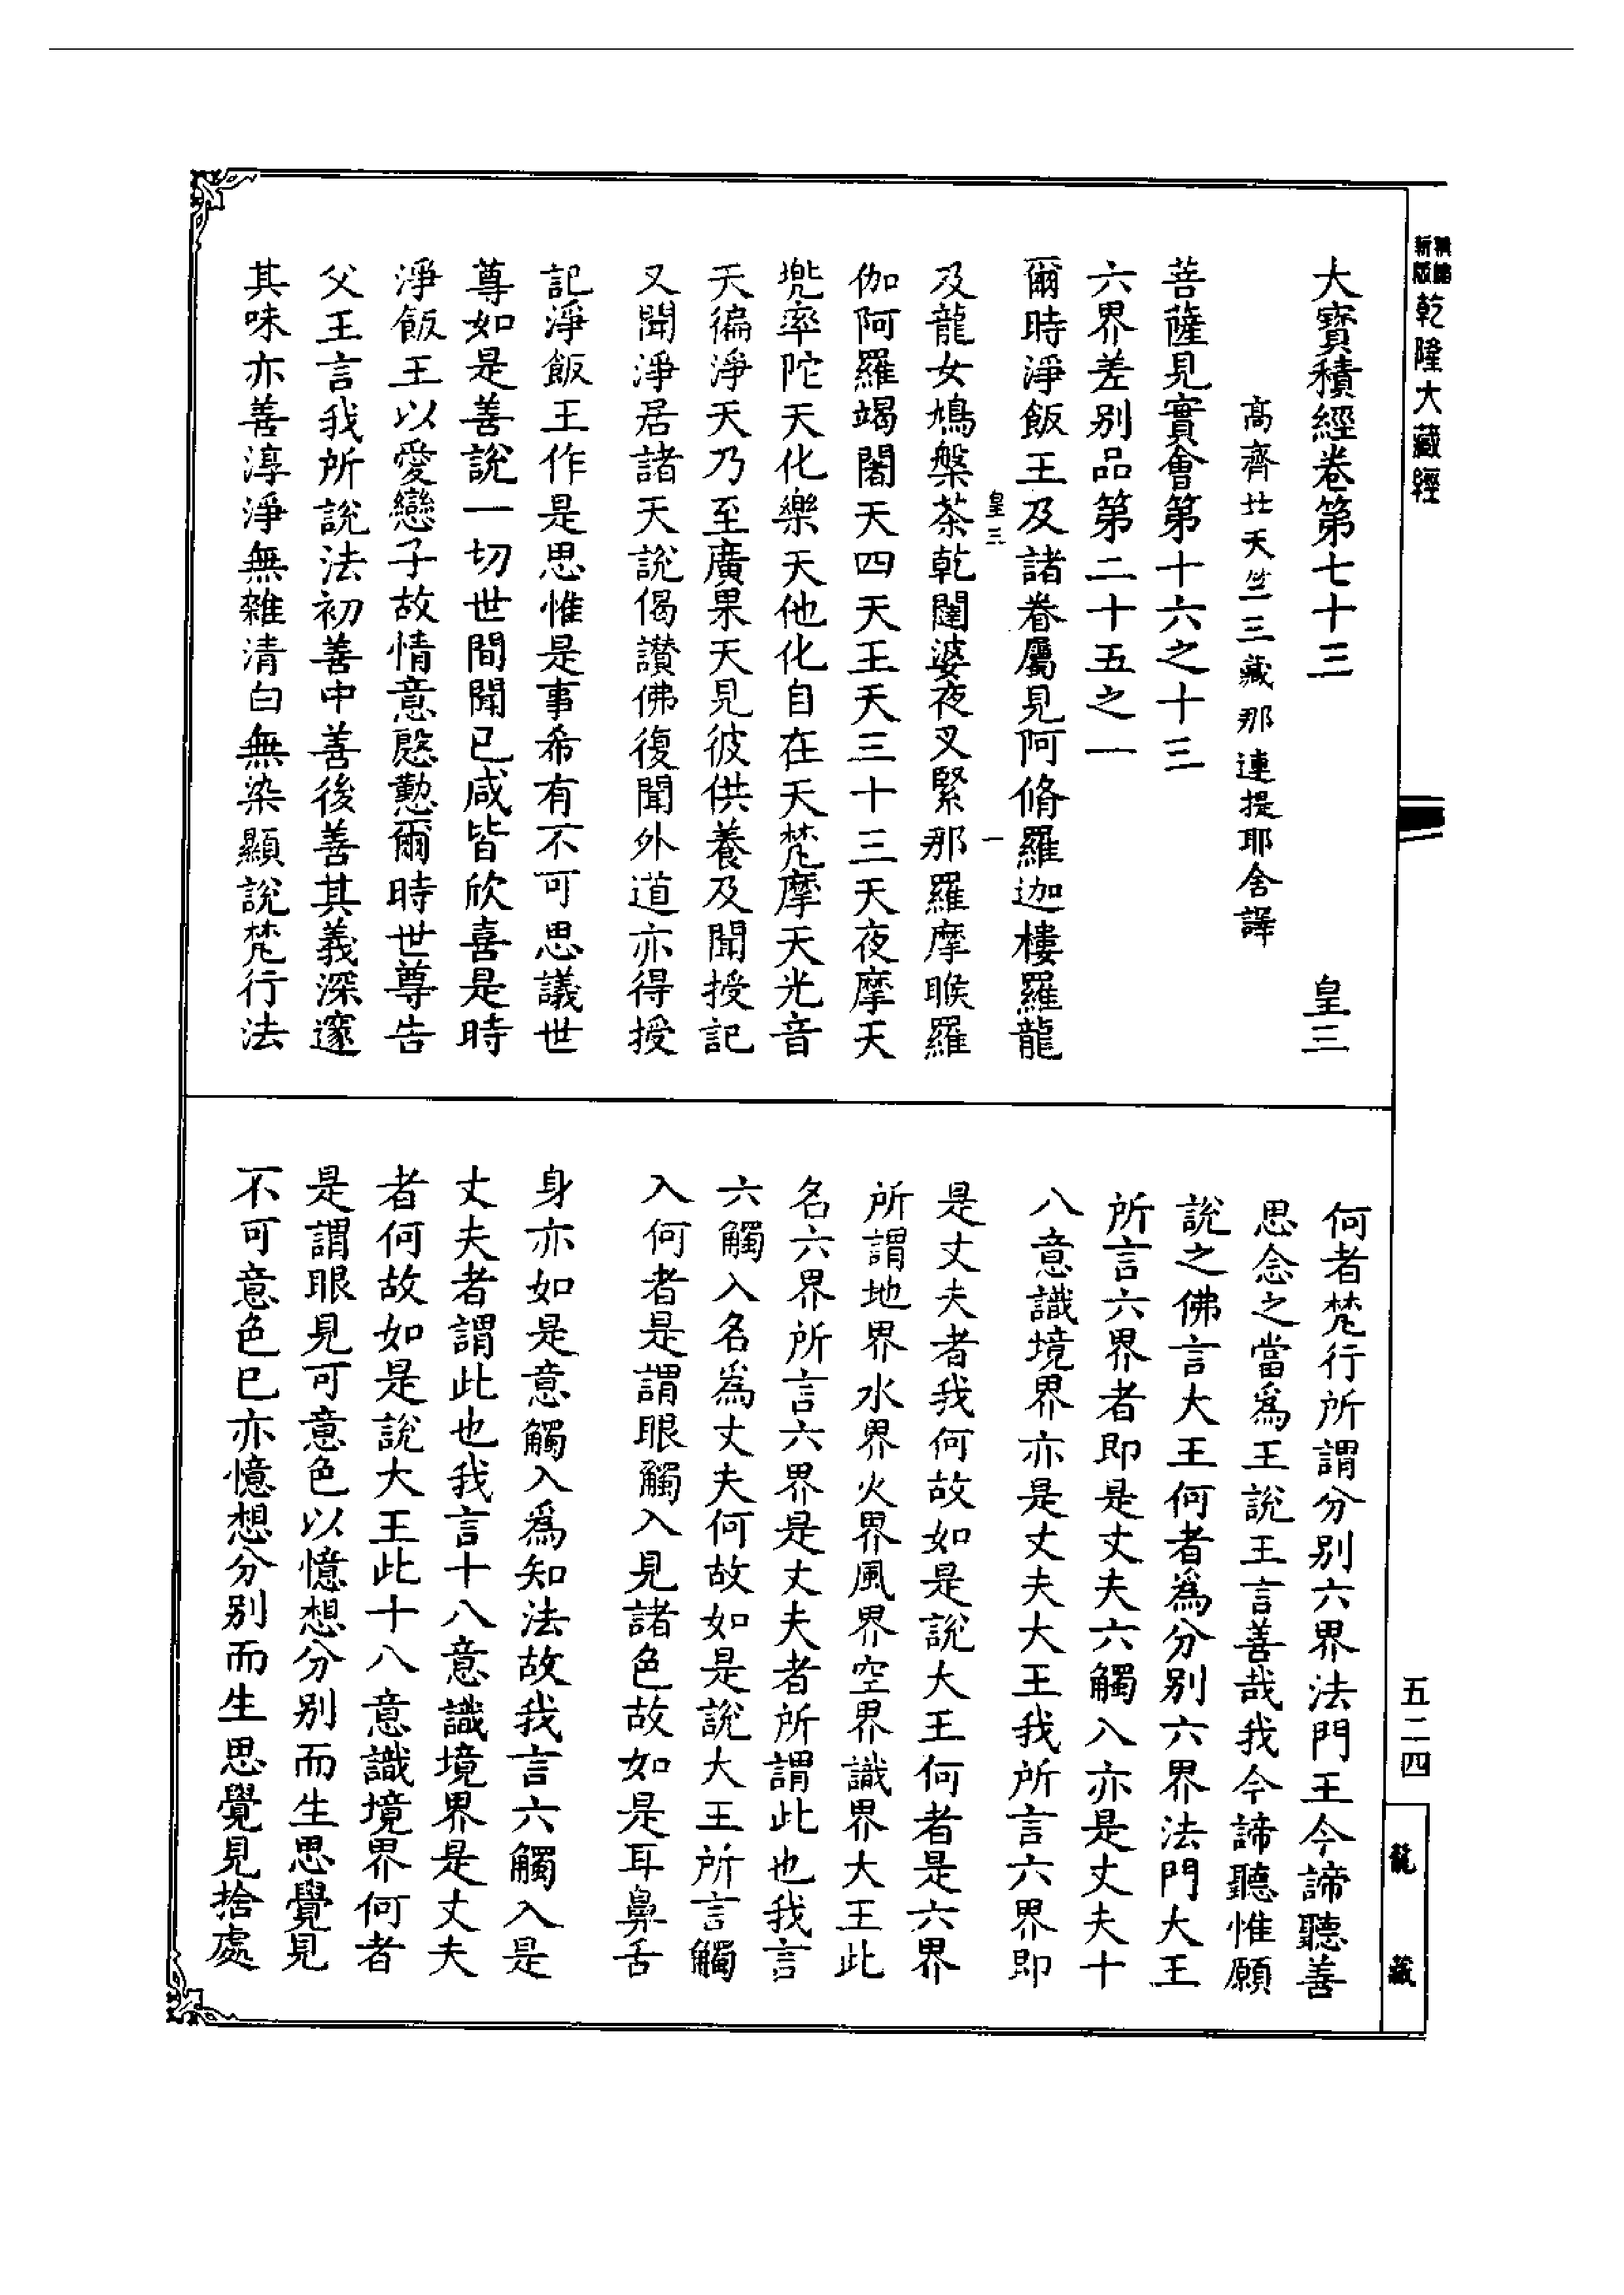 新版精編乾隆大藏經
大寶積經卷第七十三 皇三
高齊北天竺三藏那連提耶舍譯
菩薩見實會第十六之十三
六界差別品第二十五之一
爾時淨飯王及諸眷屬見阿脩羅迦樓羅龍
皇三 一
及龍女鳩槃茶乾闥婆夜叉緊那羅摩睺羅
伽阿羅竭闍天四天王天三十三天夜摩天
兜率陀天化樂天他化自在天梵摩天光音
天徧淨天乃至廣果天見彼供養及聞授記
又聞淨居諸天說偈讃佛復聞外道亦得授
記淨飯王作是思惟是事希有不可思議世
尊如是善說一切世間聞已咸皆欣喜是時
淨飯王以愛戀子故情意慇懃爾時世尊告
父王言我所說法初善中善後善其義深邃
其味亦善淳淨無雜清白無染顯說梵行法
何者梵行所謂分別六界法門王今諦聽善
思念之當爲王說王言善哉我今諦聽惟願
說之佛言大王何者爲分別六界法門大王
所言六界者即是丈夫六觸入亦是丈夫十
八意識境界亦是丈夫大王我所言六界即
是丈夫者我何故如是說大王何者是六界
所謂地界水界火界風界空界識界大王此
名六界所言六界是丈夫者所謂此也我言
六觸入名爲丈夫何故如是說大王所言觸
入何者是謂眼觸入見諸色故如是耳鼻舌
身亦如是意觸入爲知法故我言六觸入是
丈夫者謂此也我言十八意識境界是丈夫
者何故如是說大王此十八意識境界何者
是謂眼見可意色以憶想分別而生思覺見
不可意色已亦憶想分別而生思覺見捨處
五二四
龍藏